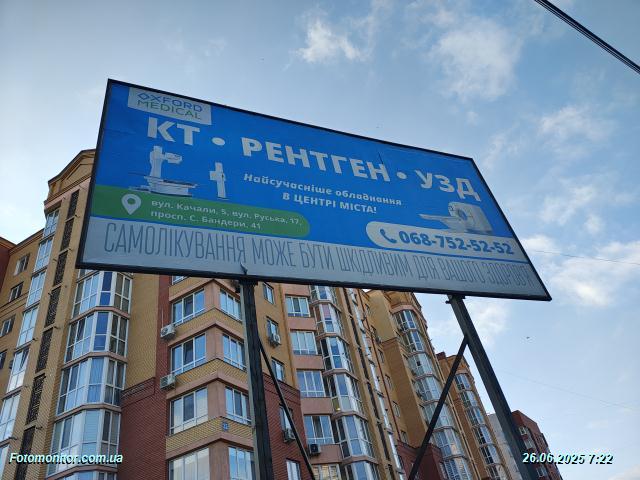 OXFORD
MEDICAL
КТ • РЕНТГЕН • УЗД
Найсучасніше обладнання
В ЦЕНТРІ МІСТА!
вул. Качали, 5, вул. Руська, 17,
просп. С. Бандери, 41
068-752-52-52
САМОЛІКУВАННЯ МОЖЕ БУТИ ШКІДЛИВИМ ДЛЯ ВАШОГО ЗДОРОВ'Я
Fotomonitor.com.ua
26.06.2025 7:22